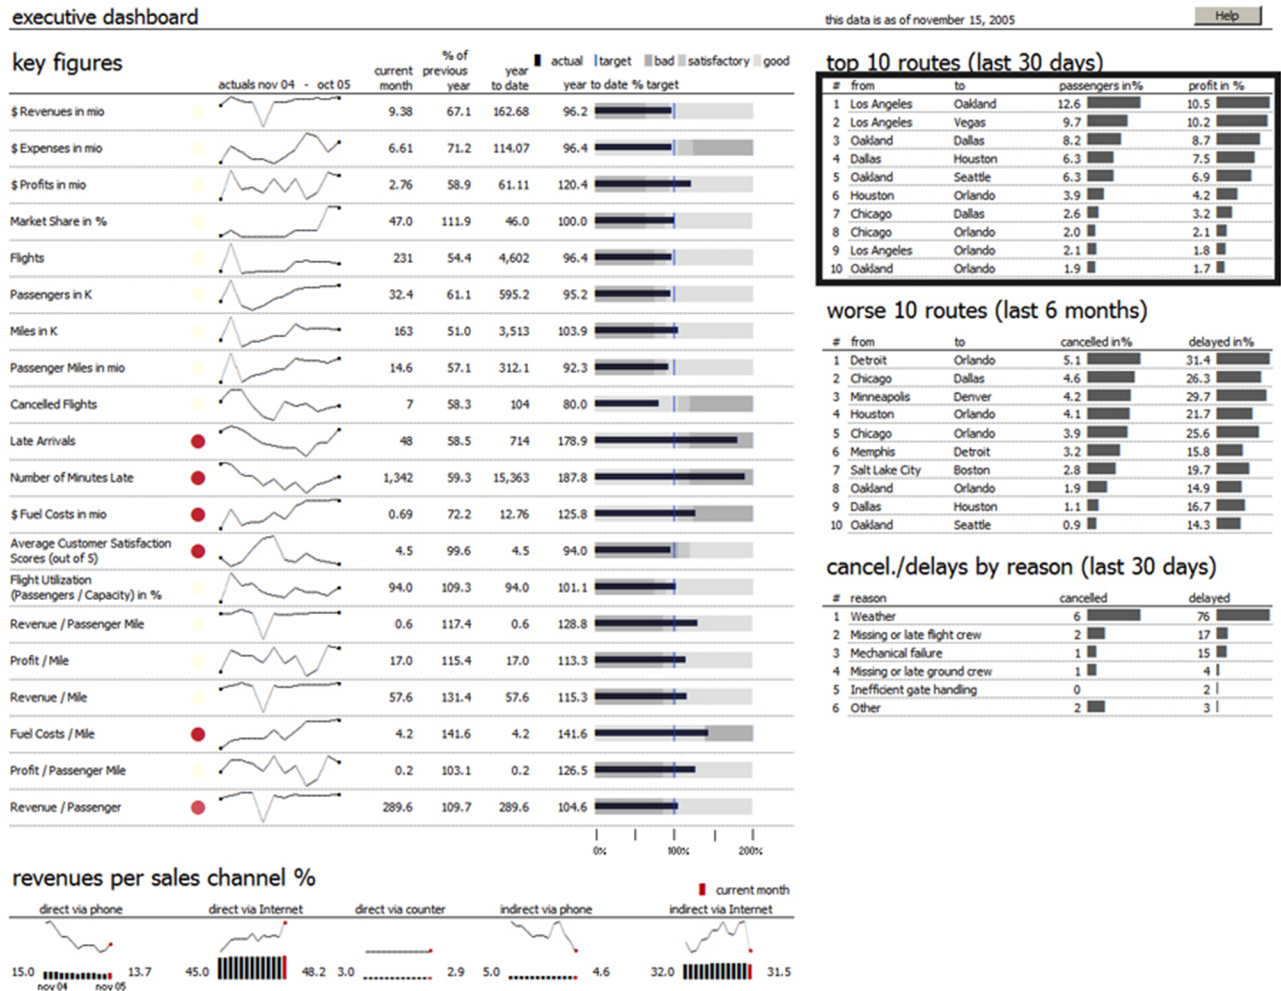 executive dashboard
this data is as of november 15, 2005
Help
key figures
actuals nov 04 - oct 05
current month
% of previous year
year to date
actual target bad satisfactory good
year to date % target
$ Revenues in mio 9.38 67.1 162.68 96.2
$ Expenses in mio 6.61 71.2 114.07 96.4
$ Profits in mio 2.76 58.9 61.11 120.4
Market Share in % 47.0 111.9 46.0 100.0
Flights 231 54.4 4,602 96.4
Passengers in K 32.4 61.1 595.2 95.2
Miles in K 163 51.0 3,513 103.9
Passenger Miles in mio 14.6 57.1 312.1 92.3
Cancelled Flights 7 58.3 104 80.0
Late Arrivals 48 58.5 714 178.9
Number of Minutes Late 1,342 59.3 15,363 187.8
$ Fuel Costs in mio 0.69 72.2 12.76 125.8
Average Customer Satisfaction
Scores (out of 5) 4.5 99.6 4.5 94.0
Flight Utilization
(Passengers / Capacity) in % 94.0 109.3 94.0 101.1
Revenue / Passenger Mile 0.6 117.4 0.6 128.8
Profit / Mile 17.0 115.4 17.0 113.3
Revenue / Mile 57.6 131.4 57.6 115.3
Fuel Costs / Mile 4.2 141.6 4.2 141.6
Profit / Passenger Mile 0.2 103.1 0.2 126.5
Revenue / Passenger 289.6 109.7 289.6 104.6
0% 100% 200%
top 10 routes (last 30 days)
# from to passengers in% profit in %
1 Los Angeles Oakland 12.6 10.5
2 Los Angeles Vegas 9.7 10.2
3 Oakland Dallas 8.2 8.7
4 Dallas Houston 6.3 7.5
5 Oakland Seattle 6.3 6.9
6 Houston Orlando 3.9 4.2
7 Chicago Dallas 2.6 3.2
8 Chicago Orlando 2.0 2.1
9 Los Angeles Orlando 2.1 1.8
10 Oakland Orlando 1.9 1.7
worse 10 routes (last 6 months)
# from to cancelled in% delayed in%
1 Detroit Orlando 5.1 31.4
2 Chicago Dallas 4.6 26.3
3 Minneapolis Denver 4.2 29.7
4 Houston Orlando 4.1 21.7
5 Chicago Orlando 3.9 25.6
6 Memphis Detroit 3.2 15.8
7 Salt Lake City Boston 2.8 19.7
8 Oakland Orlando 1.9 14.9
9 Dallas Houston 1.1 16.7
10 Oakland Seattle 0.9 14.3
cancel./delays by reason (last 30 days)
# reason cancelled delayed
1 Weather 6 76
2 Missing or late flight crew 2 17
3 Mechanical failure 1 15
4 Missing or late ground crew 1 4
5 Inefficient gate handling 0 2
6 Other 2 3
revenues per sales channel %
current month
direct via phone direct via Internet direct via counter indirect via phone indirect via Internet
15.0 13.7 45.0 48.2 3.0 2.9 5.0 4.6 32.0 31.5
nov 04 nov 05